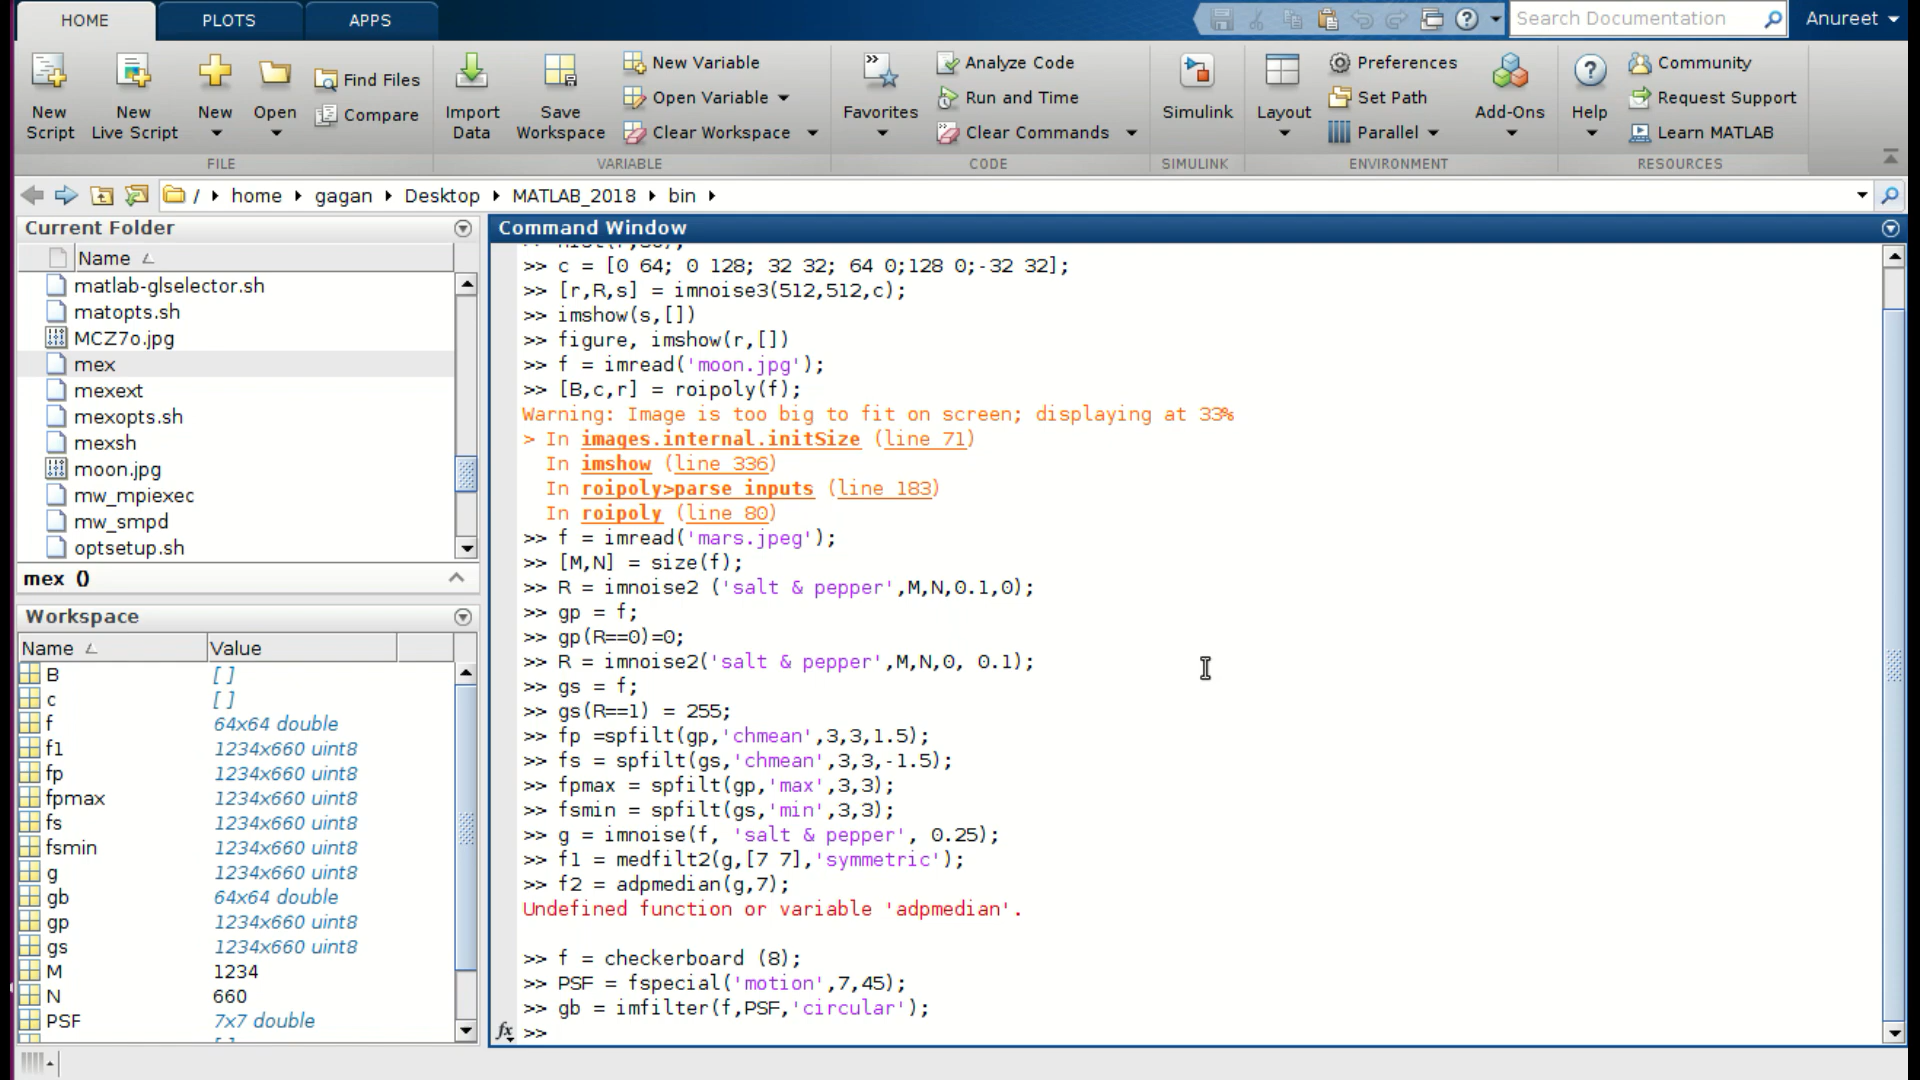 HOME PLOTS APPS
Search Documentation
Anureet
New Script
New Live Script
New
Open
Find Files
Compare
FILE
Import Data
Save Workspace
New Variable
Open Variable
Clear Workspace
VARIABLE
Favorites
Analyze Code
Run and Time
Clear Commands
CODE
Simulink
SIMULINK
Layout
Preferences
Set Path
Parallel
Add-Ons
ENVIRONMENT
Help
Community
Request Support
Learn MATLAB
RESOURCES
/ home gagan Desktop MATLAB_2018 bin
Current Folder
Name
matlab-glselector.sh
matopts.sh
MCZ7o.jpg
mex
mexext
mexopts.sh
mexsh
moon.jpg
mw_mpiexec
mw_smpd
optsetup.sh
mex ()
Workspace
Name Value
B [ ]
c [ ]
f 64x64 double
f1 1234x660 uint8
fp 1234x660 uint8
fpmax 1234x660 uint8
fs 1234x660 uint8
fsmin 1234x660 uint8
g 1234x660 uint8
gb 64x64 double
gp 1234x660 uint8
gs 1234x660 uint8
M 1234
N 660
PSF 7x7 double
Command Window
>> c = [0 64; 0 128; 32 32; 64 0;128 0;-32 32];
>> [r,R,s] = imnoise3(512,512,c);
>> imshow(s,[])
>> figure, imshow(r,[])
>> f = imread('moon.jpg');
>> [B,c,r] = roipoly(f);
Warning: Image is too big to fit on screen; displaying at 33%
> In images.internal.initSize (line 71)
In imshow (line 336)
In roipoly>parse_inputs (line 183)
In roipoly (line 80)
>> f = imread('mars.jpeg');
>> [M,N] = size(f);
>> R = imnoise2 ('salt & pepper',M,N,0.1,0);
>> gp = f;
>> gp(R==0)=0;
>> R = imnoise2('salt & pepper',M,N,0, 0.1);
>> gs = f;
>> gs(R==1) = 255;
>> fp =spfilt(gp,'chmean',3,3,1.5);
>> fs = spfilt(gs,'chmean',3,3,-1.5);
>> fpmax = spfilt(gp,'max',3,3);
>> fsmin = spfilt(gs,'min',3,3);
>> g = imnoise(f, 'salt & pepper', 0.25);
>> f1 = medfilt2(g,[7 7],'symmetric');
>> f2 = adpmedian(g,7);
Undefined function or variable 'adpmedian'.
>> f = checkerboard (8);
>> PSF = fspecial('motion',7,45);
>> gb = imfilter(f,PSF,'circular');
fx >>